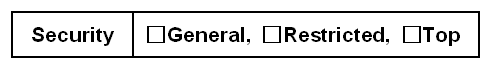 Security ☐General, ☐Restricted, ☐Top